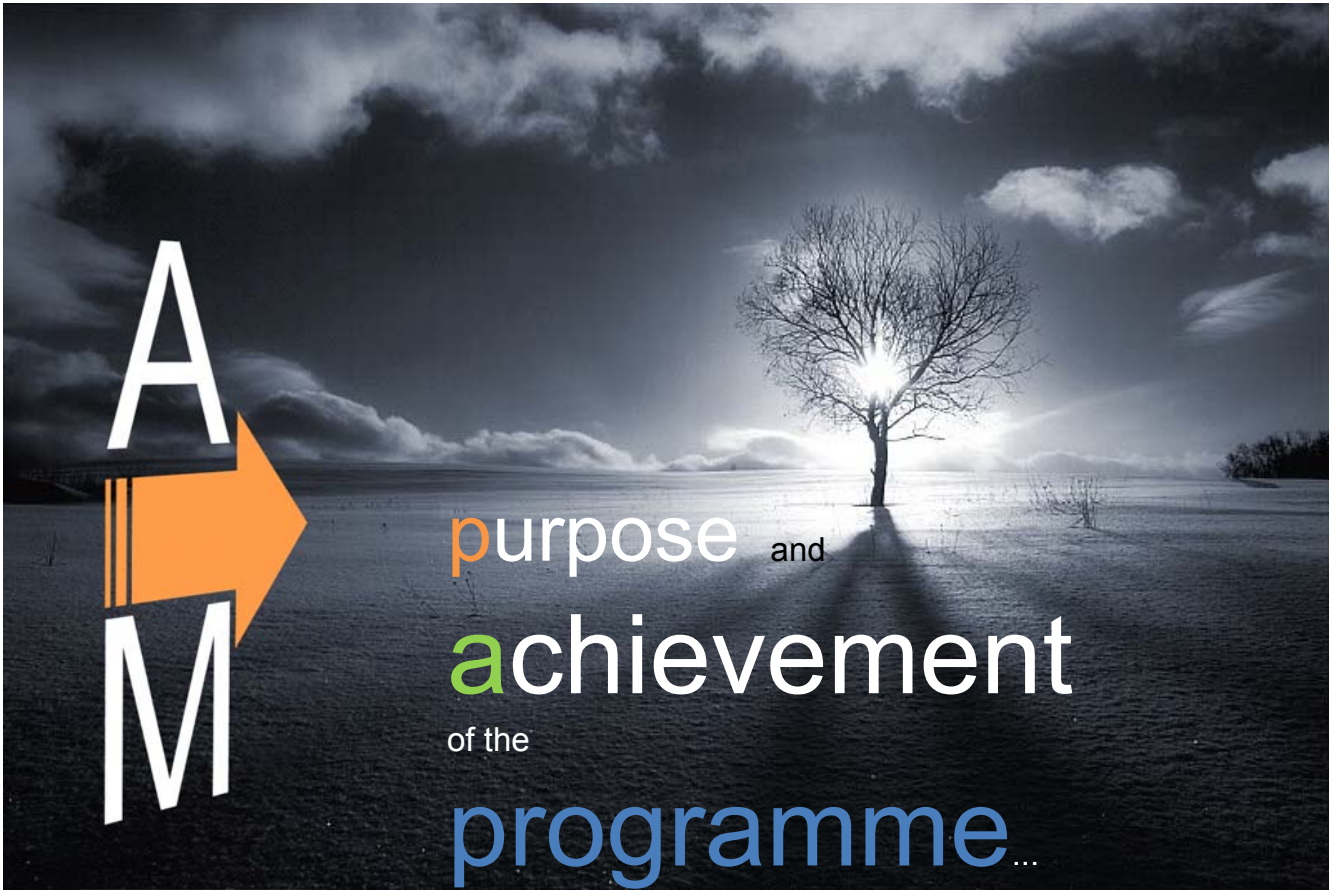 A
M
purpose and
achievement
of the
programme...